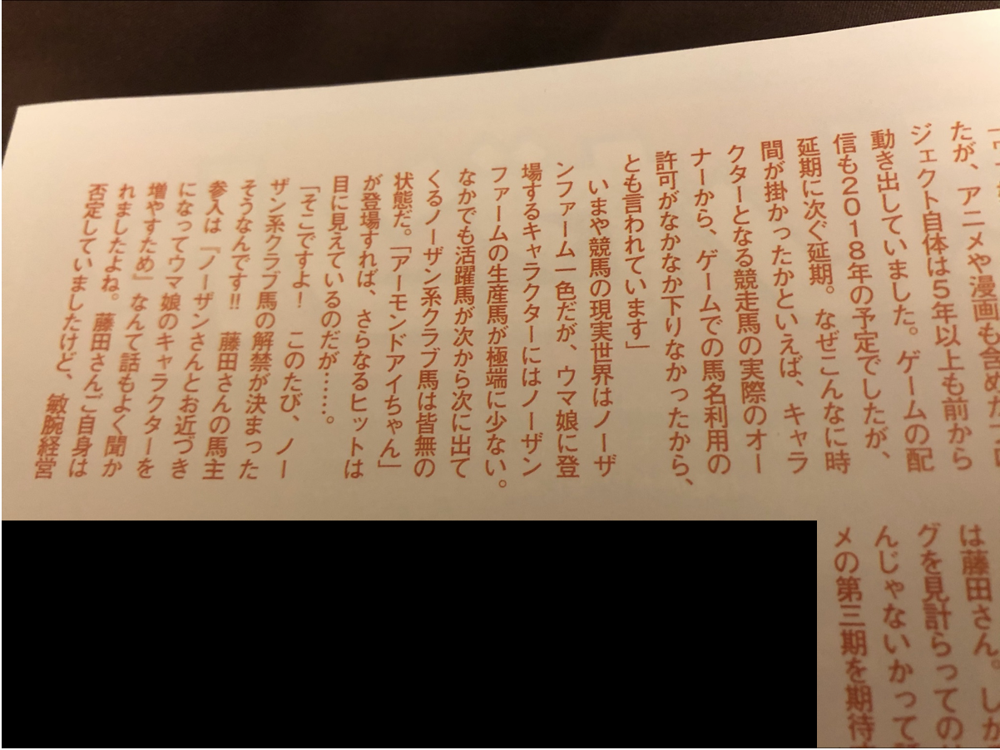 たが、アニメや漫画も含めた
ジェクト自体は5年以上も前から
動き出していました。ゲームの配
信も2018年の予定でしたが、
延期に次ぐ延期。なぜこんなに時
間が掛かったかといえば、キャラ
クターとなる競走馬の実際のオー
ナーから、ゲームでの馬名利用の
許可がなかなか下りなかったから、
とも言われています」
いまや競馬の現実世界はノーザ
ンファーム一色だが、ウマ娘に登
場するキャラクターにはノーザン
ファームの生産馬が極端に少ない。
なかでも活躍馬が次から次に出て
くるノーザン系クラブ馬は皆無の
状態だ。「アーモンドアイちゃん」
が登場すれば、さらなるヒットは
目に見えているのだが……。
「そこですよ！　このたび、ノー
ザン系クラブ馬の解禁が決まった
そうなんです!!　藤田さんの馬主
参入は『ノーザンさんとお近づき
になってウマ娘のキャラクターを
増やすため』なんて話もよく聞か
れましたよね。藤田さんご自身は
否定していましたけど、敏腕経営
は藤田さん。しか
グを見計らっての
んじゃないかって
メの第三期を期待